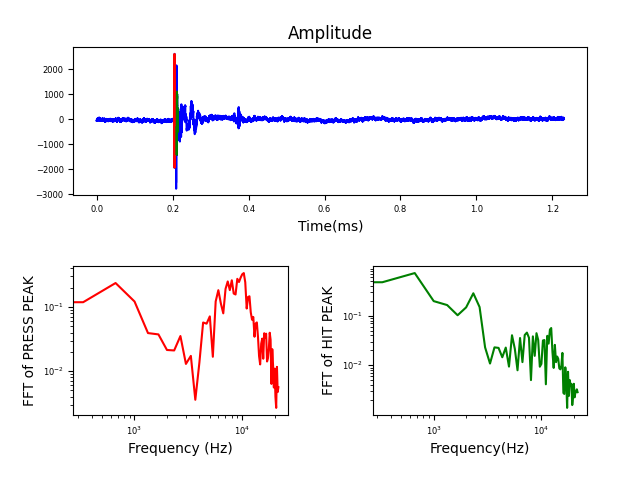 Amplitude
2000
1000
0
−1000
−2000
−3000
0.0 0.2 0.4 0.6 0.8 1.0 1.2
Time(ms)
FFT of PRESS PEAK
10⁻¹
10⁻²
10³ 10⁴
Frequency (Hz)
FFT of HIT PEAK
10⁻¹
10⁻²
10³ 10⁴
Frequency(Hz)